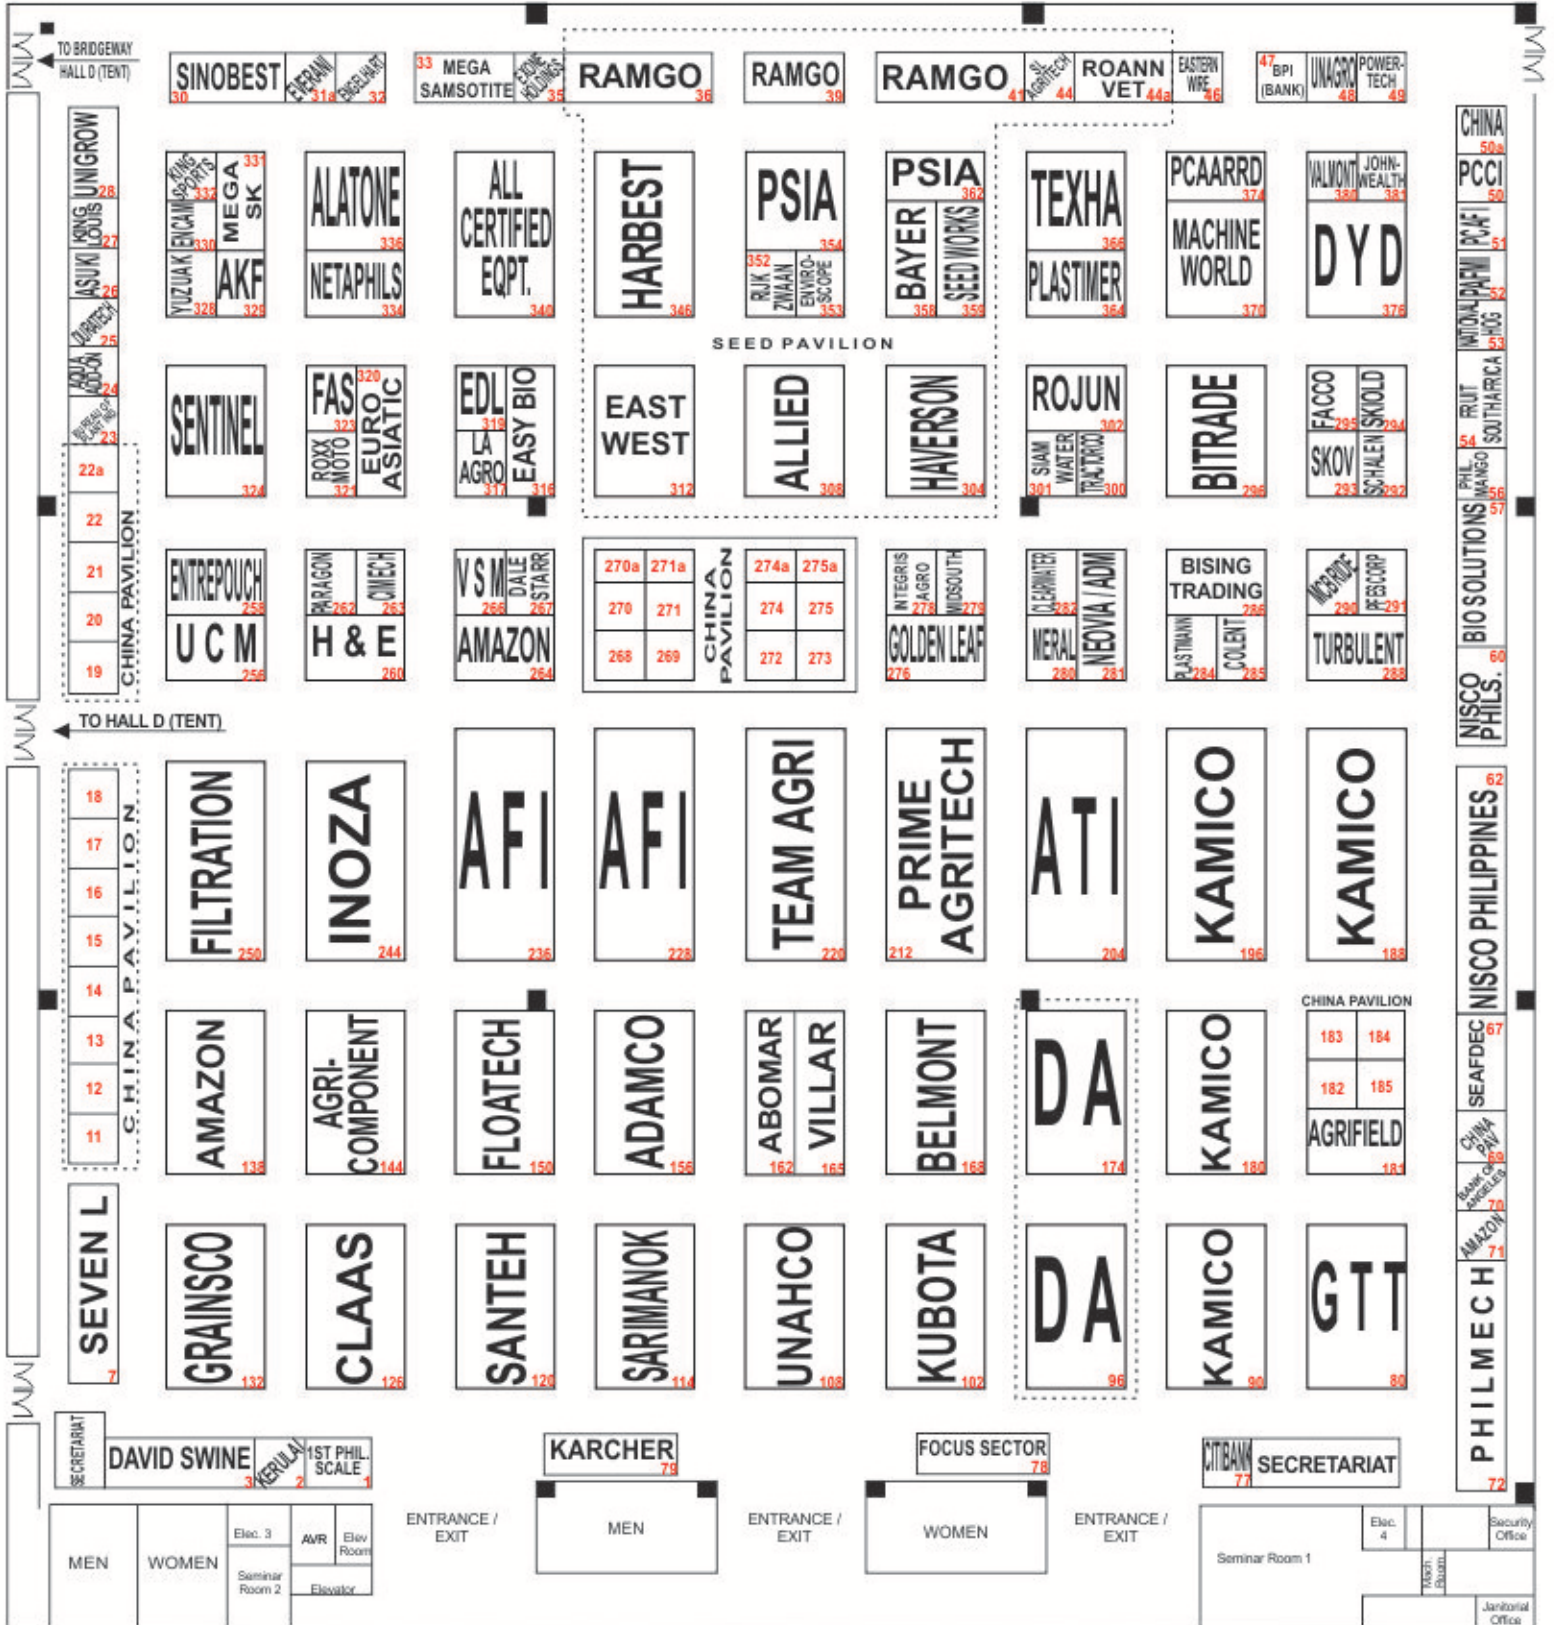 TO BRIDGEWAY
HALL D (TENT)
SINOBEST
30
EVERANI
31a
ENGELHART
32
33
MEGA
SAMSOTITE
HOLDINGS
35
RAMGO
36
RAMGO
39
RAMGO
41
SL
AGRITECH
44
ROANN
VET
44a
EASTERN
WIRE
46
47
BPI
(BANK)
UNAGRO
48
POWER-
TECH
49
UNIGROW
28
KING
LOUIS
27
ASUKI
26
DURATECH
25
AQUA
ADD-ON
24
BUREAU OF
PLANT IND.
23
22a
22
21
20
19
CHINA PAVILION
KING
SPORTS
332
MEGA
SK
331
ENCAM
330
YUZUAK
328
AKF
329
ALATONE
336
NETAPHILS
334
ALL
CERTIFIED
EQPT.
340
HARBEST
346
PSIA
354
352
RIJK
ZWAAN
ENVIRO-
SCOPE
353
PSIA
362
BAYER
358
SEED WORKS
359
TEXHA
366
PLASTIMER
364
PCAARRD
374
MACHINE
WORLD
370
VALMONT
380
JOHN-
WEALTH
381
DYD
376
CHINA
50a
PCCI
50
PCAFI
51
PAFMI
52
NATIONAL
HOG
53
FRUIT
SOUTH AFRICA
54
PHIL.
MANGO
56
57
BIO SOLUTIONS
60
NISCO
PHILS.
SEED PAVILION
SENTINEL
324
FAS
323
320
EURO
ASIATIC
ROXX
MOTO
321
EDL
319
LA
AGRO
317
EASY BIO
316
EAST
WEST
312
ALLIED
308
HAVERSON
304
ROJUN
302
301
SIAM
WATER
TRACTORCO
300
BITRADE
296
FACCO
295
SKIOLD
294
SKOV
293
SCHALEN
292
ENTREPOUCH
258
UCM
256
PARAGON
262
CIMECH
263
H & E
260
VSM
266
DALE
STARR
267
AMAZON
264
270a
271a
270
271
268
269
CHINA
PAVILION
274a
275a
274
275
272
273
INTEGRIS
AGRO
278
MIDSOUTH
279
GOLDEN LEAF
276
CLEARWATER
282
MERAL
280
NEOVIA / ADM
281
BISING
TRADING
286
PLASTMANN
284
COLENT
285
MCBRIDE
290
PFESCORP
291
TURBULENT
288
TO HALL D (TENT)
18
17
16
15
14
13
12
11
CHINA PAVILION
FILTRATION
250
INOZA
244
AFI
236
AFI
228
TEAM AGRI
220
PRIME
AGRITECH
212
ATI
204
KAMICO
196
KAMICO
188
62
NISCO PHILIPPINES
67
SEAFDEC
CHINA
PAV
69
BANK OF
ANGELES
70
AMAZON
71
PHILMECH
72
AMAZON
138
AGRI-
COMPONENT
144
FLOATECH
150
ADAMCO
156
ABOMAR
162
VILLAR
165
BELMONT
168
DA
174
KAMICO
180
CHINA PAVILION
183
184
182
185
AGRIFIELD
181
SEVEN L
7
GRAINSCO
132
CLAAS
126
SANTEH
120
SARIMANOK
114
UNAHCO
108
KUBOTA
102
DA
96
KAMICO
90
GTT
80
SECRETARIAT
DAVID SWINE
3
KERULAI
2
1ST PHIL.
SCALE
1
KARCHER
79
FOCUS SECTOR
78
CITIBANK
77
SECRETARIAT
MEN
WOMEN
Elec. 3
Seminar
Room 2
AVR
Elev
Room
Elevator
ENTRANCE /
EXIT
MEN
ENTRANCE /
EXIT
WOMEN
ENTRANCE /
EXIT
Seminar Room 1
Elec.
4
Mach.
Room
Security
Office
Janitorial
Office